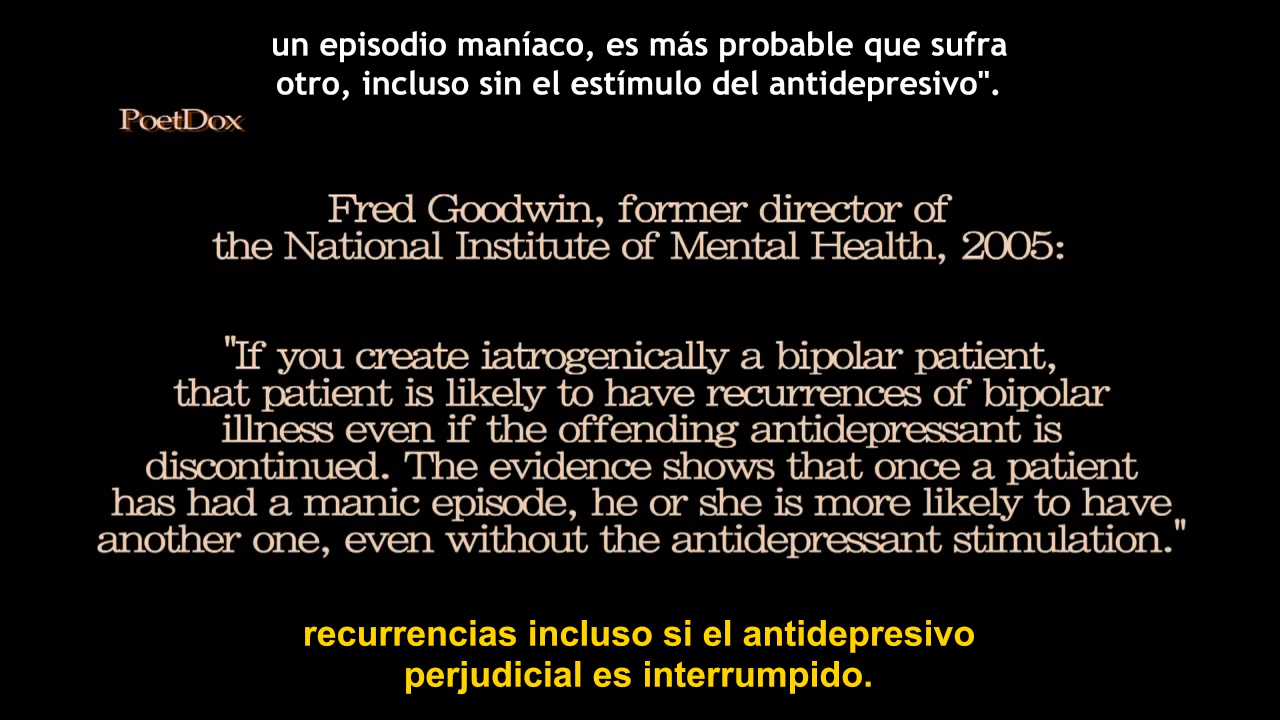 un episodio maníaco, es más probable que sufra
otro, incluso sin el estímulo del antidepresivo".
PoetDox
Fred Goodwin, former director of
the National Institute of Mental Health, 2005:
"If you create iatrogenically a bipolar patient,
that patient is likely to have recurrences of bipolar
illness even if the offending antidepressant is
discontinued. The evidence shows that once a patient
has had a manic episode, he or she is more likely to have
another one, even without the antidepressant stimulation."
recurrencias incluso si el antidepresivo
perjudicial es interrumpido.